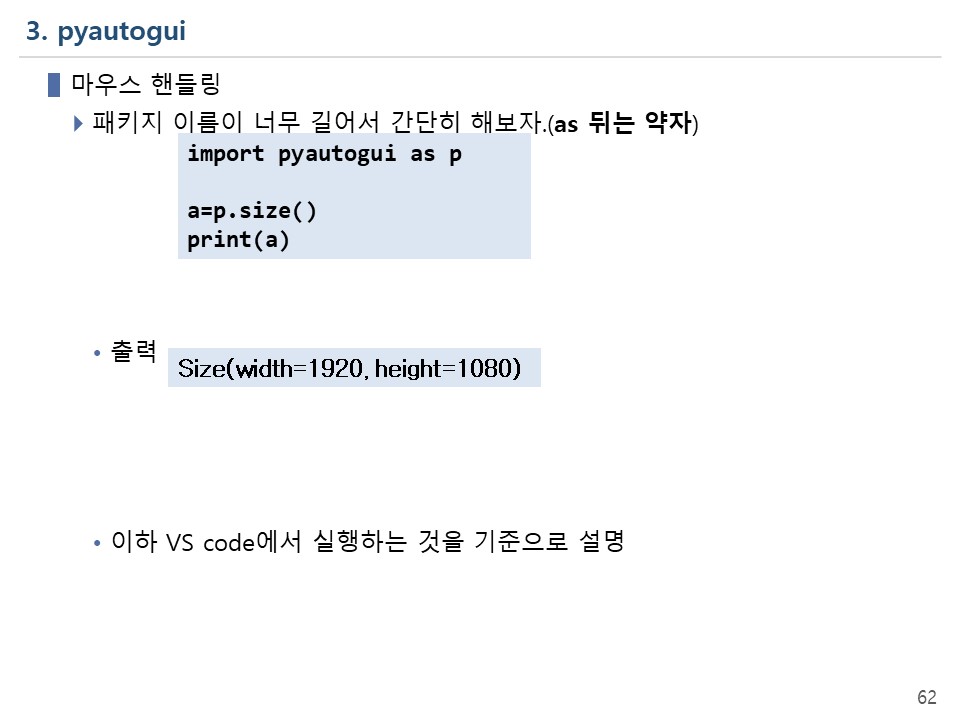 3. pyautogui
마우스 핸들링
패키지 이름이 너무 길어서 간단히 해보자.(as 뒤는 약자)
import pyautogui as p
a=p.size()
print(a)
• 출력
Size(width=1920, height=1080)
• 이하 VS code에서 실행하는 것을 기준으로 설명
62